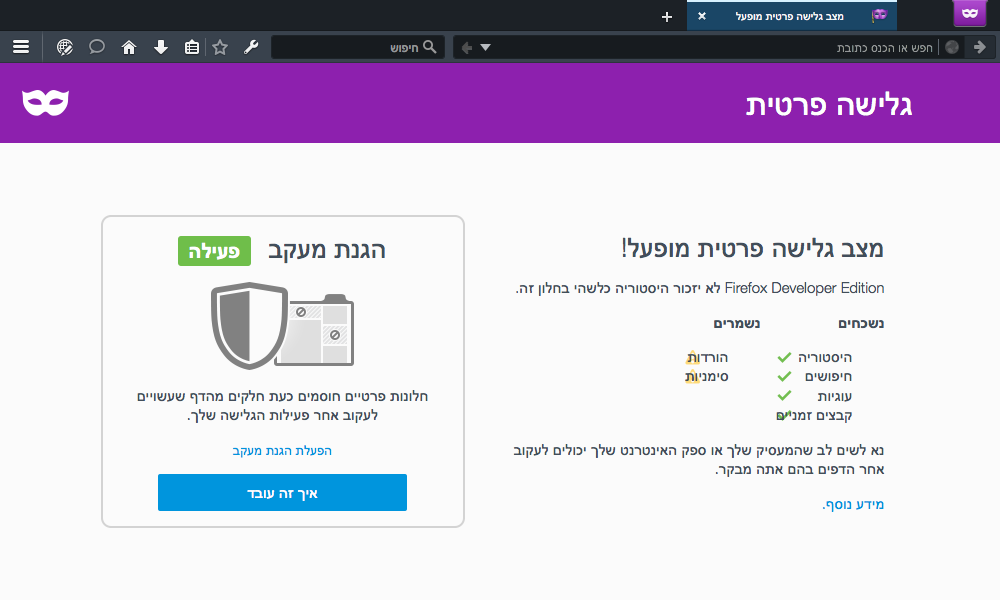 מצב גלישה פרטית מופעל
חפש או הכנס כתובת
חיפוש
גלישה פרטית
מצב גלישה פרטית מופעל!
Firefox Developer Edition לא יזכור היסטוריה כלשהי בחלון זה.
נשכחים
היסטוריה
חיפושים
עוגיות
קבצים זמניים
נשמרים
הורדות
סימניות
נא לשים לב שהמעסיק שלך או ספק האינטרנט שלך יכולים לעקוב
אחר הדפים בהם אתה מבקר.
מידע נוסף.
הגנת מעקב פעילה
חלונות פרטיים חוסמים כעת חלקים מהדף שעשויים
לעקוב אחר פעילות הגלישה שלך.
הפעלת הגנת מעקב
איך זה עובד